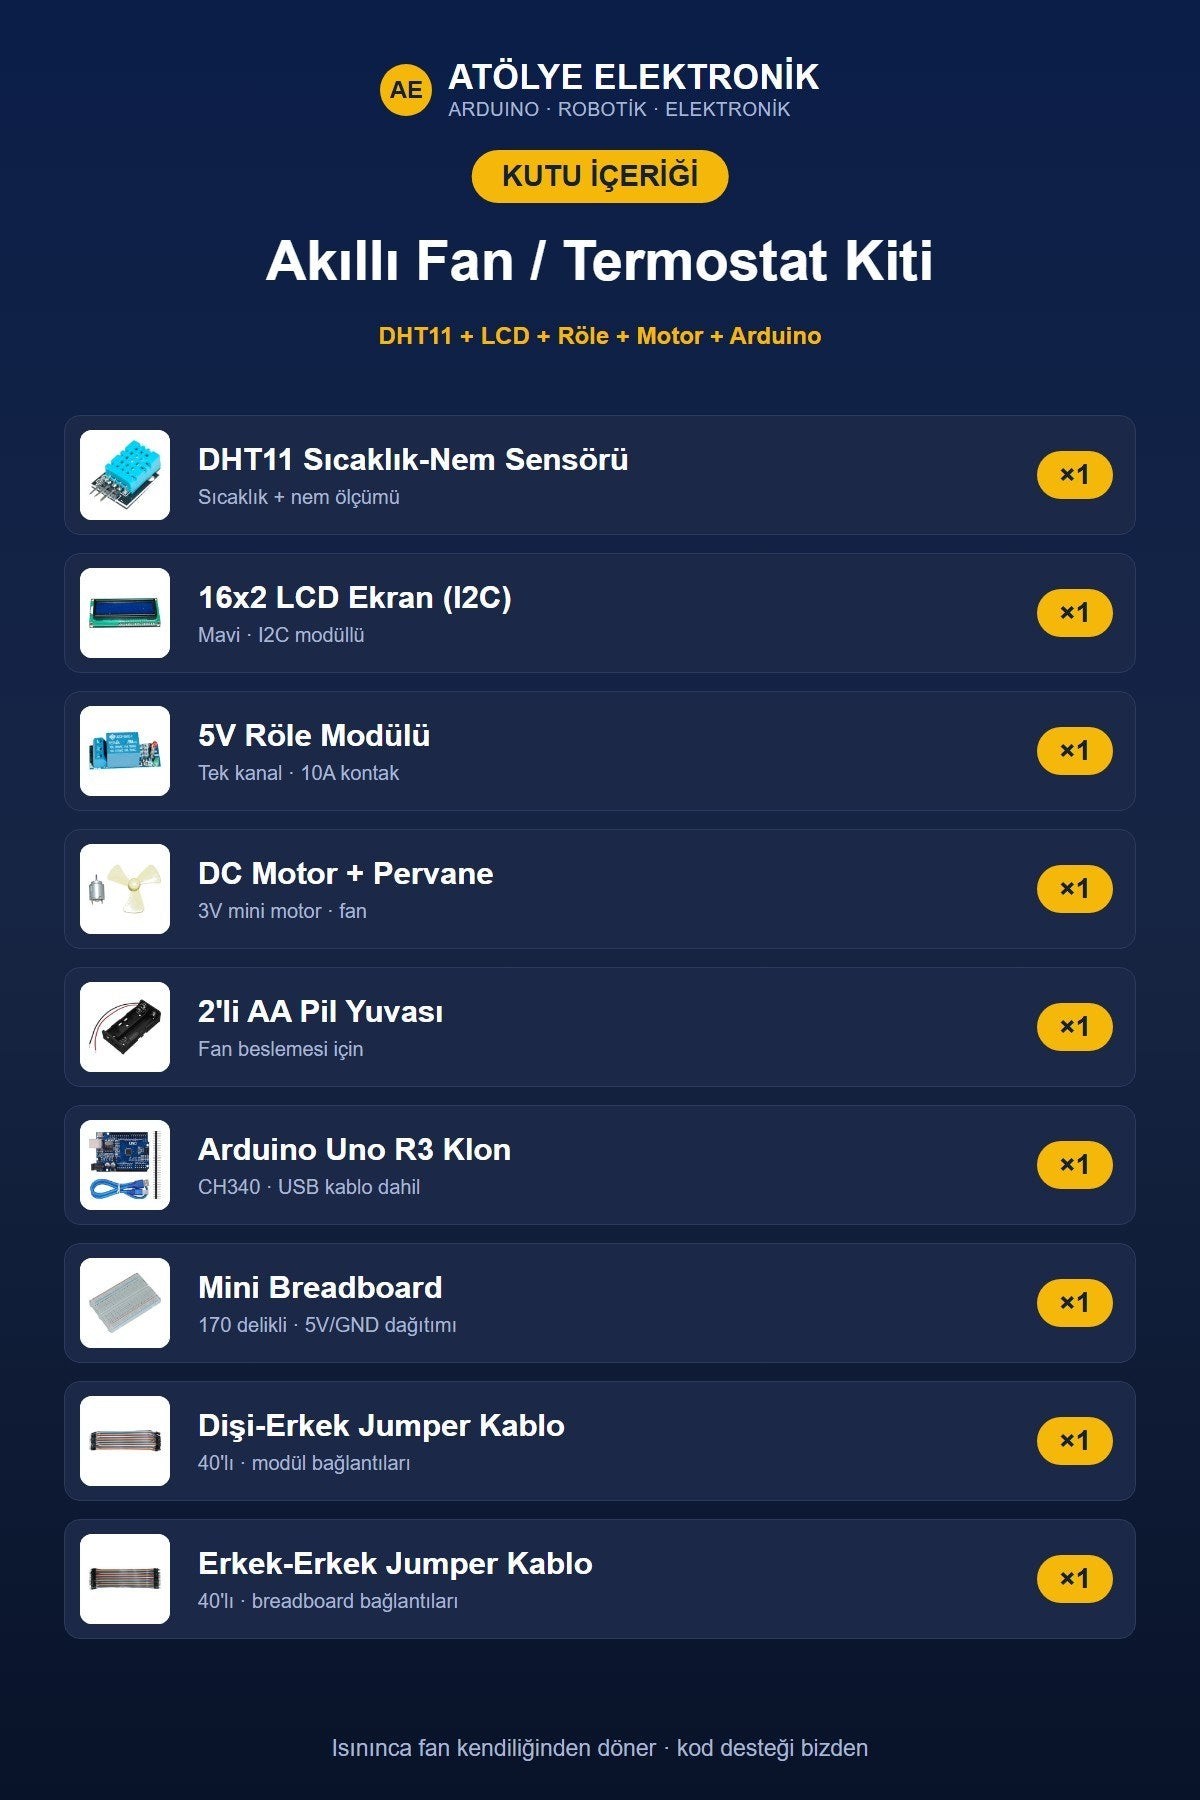 AE
ATÖLYE ELEKTRONİK
ARDUINO · ROBOTİK · ELEKTRONİK
KUTU İÇERİĞİ
Akıllı Fan / Termostat Kiti
DHT11 + LCD + Röle + Motor + Arduino
DHT11 Sıcaklık-Nem Sensörü
Sıcaklık + nem ölçümü
×1
16x2 LCD Ekran (I2C)
Mavi · I2C modüllü
×1
5V Röle Modülü
Tek kanal · 10A kontak
×1
DC Motor + Pervane
3V mini motor · fan
×1
2'li AA Pil Yuvası
Fan beslemesi için
×1
Arduino Uno R3 Klon
CH340 · USB kablo dahil
×1
Mini Breadboard
170 delikli · 5V/GND dağıtımı
×1
Dişi-Erkek Jumper Kablo
40'lı · modül bağlantıları
×1
Erkek-Erkek Jumper Kablo
40'lı · breadboard bağlantıları
×1
Isınınca fan kendiliğinden döner · kod desteği bizden